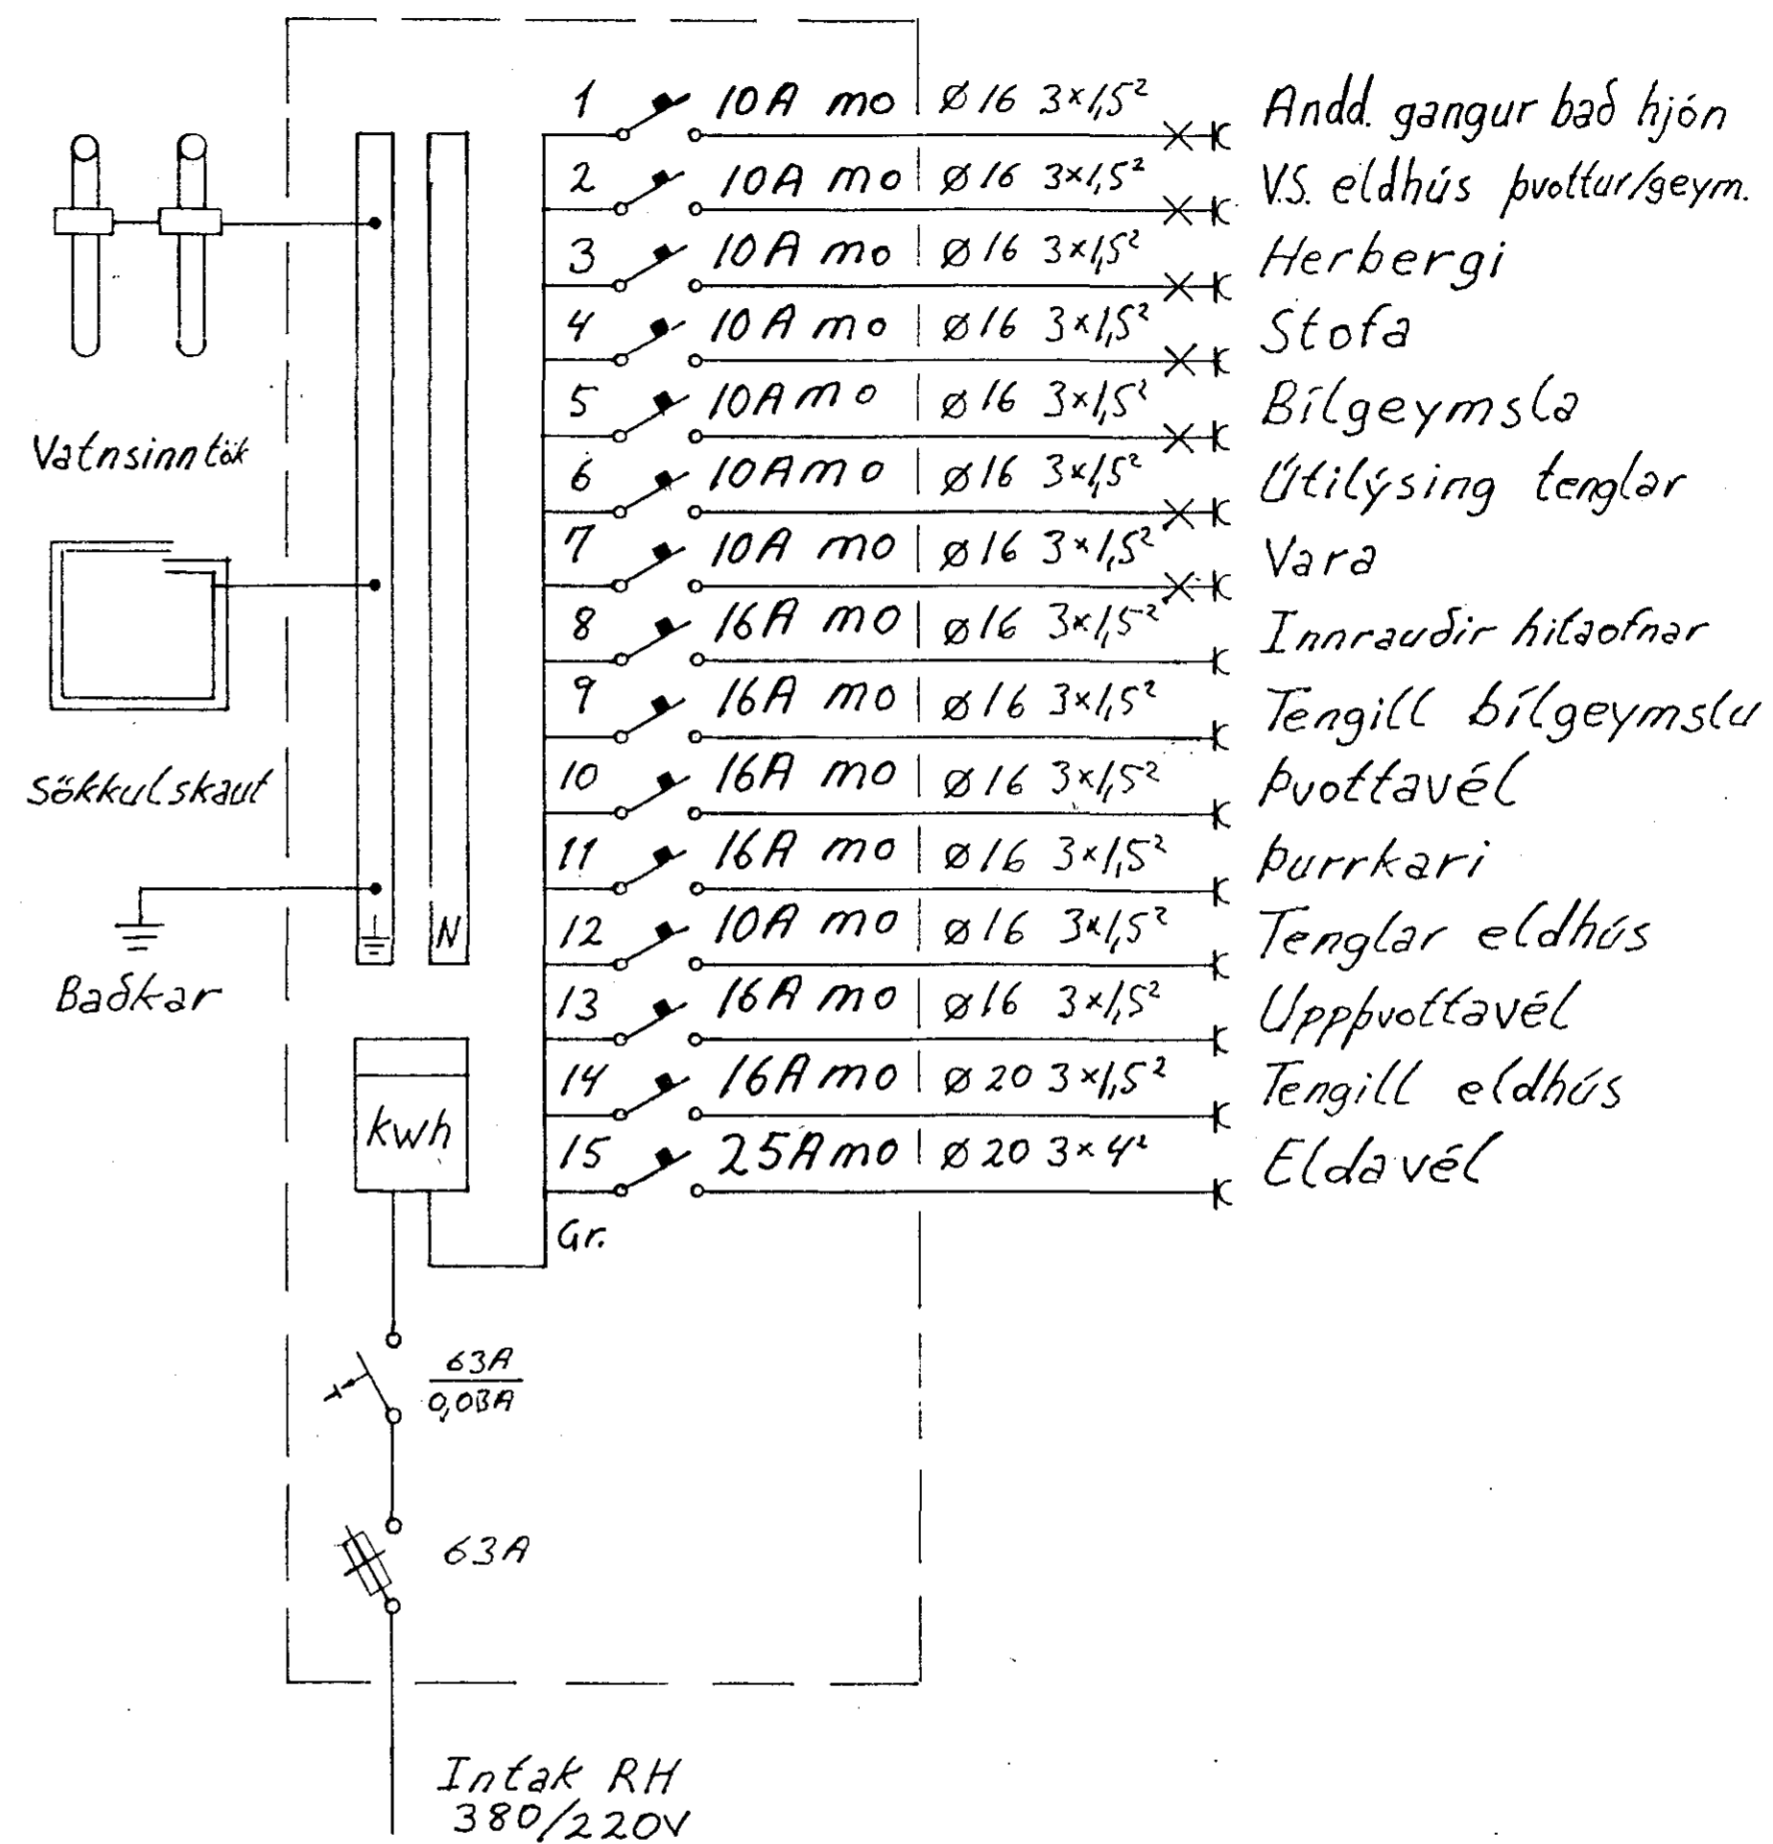 1 10A mo Ø16 3×1,5² Andd. gangur bað hjón
2 10A mo Ø16 3×1,5² V.S. eldhús þvottur/geym.
3 10A mo Ø16 3×1,5² Herbergi
4 10A mo Ø16 3×1,5² Stofa
5 10A mo Ø16 3×1,5² Bílgeymsla
6 10A mo Ø16 3×1,5² Útilýsing tenglar
7 10A mo Ø16 3×1,5² Vara
8 16A mo Ø16 3×1,5² Innrauðir hitaofnar
9 16A mo Ø16 3×1,5² Tengill bílgeymslu
10 16A mo Ø16 3×1,5² Þvottavél
11 16A mo Ø16 3×1,5² Þurrkari
12 10A mo Ø16 3×1,5² Tenglar eldhús
13 16A mo Ø16 3×1,5² Uppþvottavél
14 16A mo Ø20 3×1,5² Tengill eldhús
15 25A mo Ø20 3×4² Eldavél
Gr.
Vatnsinntök
Sökkulskaut
Baðkar
N
kwh
63A
0,03A
63A
Intak RH
380/220V